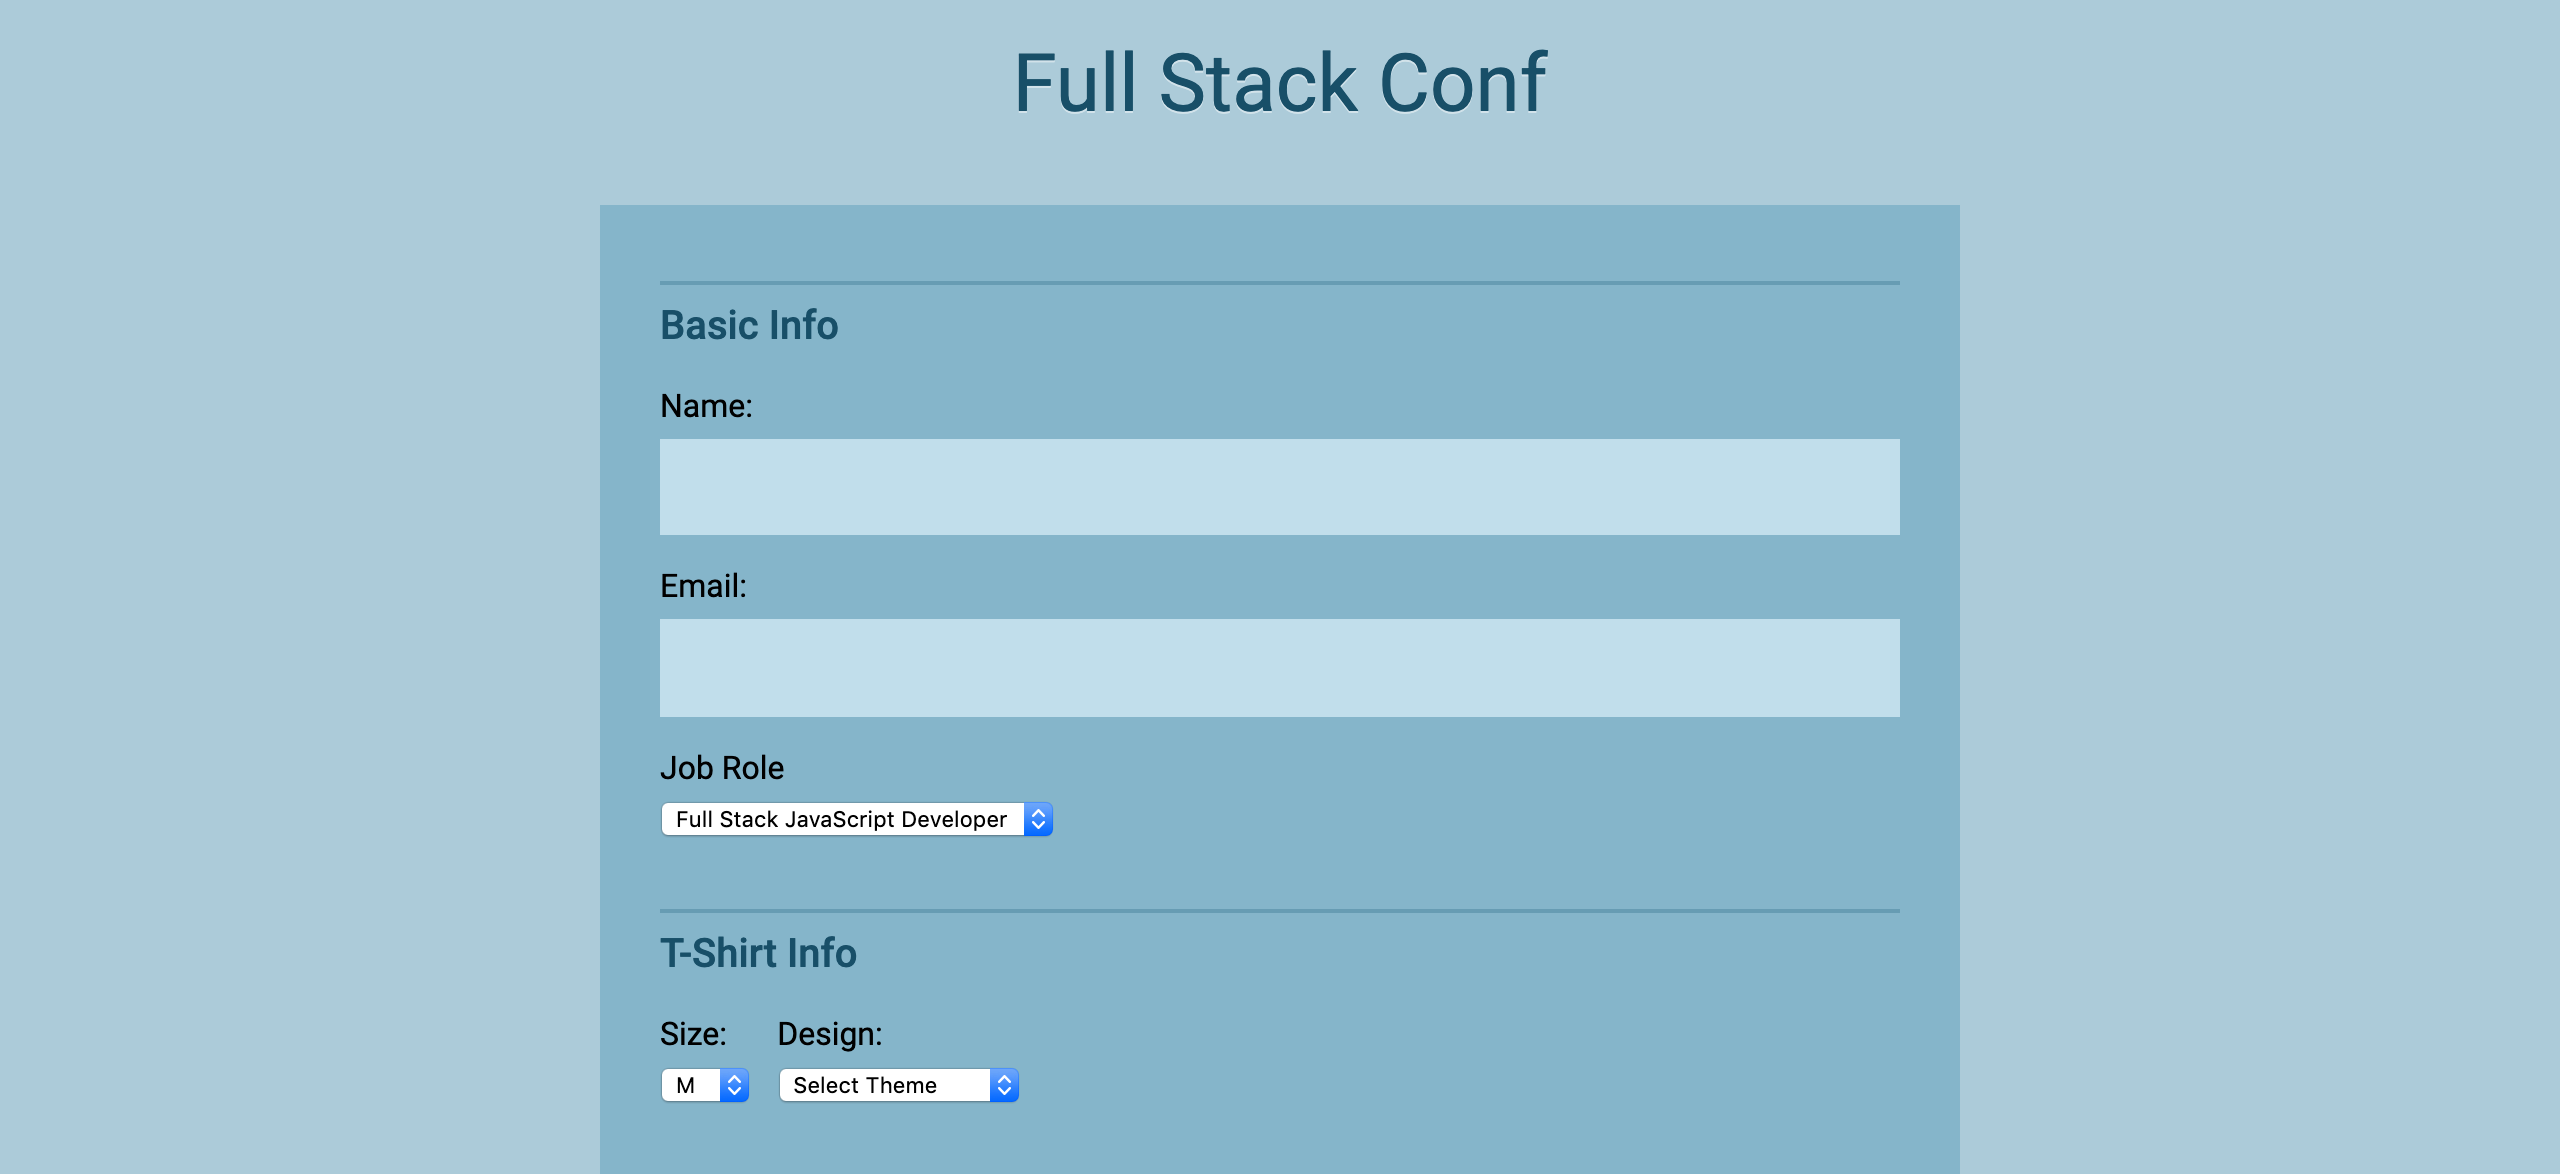 Full Stack Conf
Basic Info
Name:
Email:
Job Role
Full Stack JavaScript Developer
T-Shirt Info
Size: Design:
M Select Theme